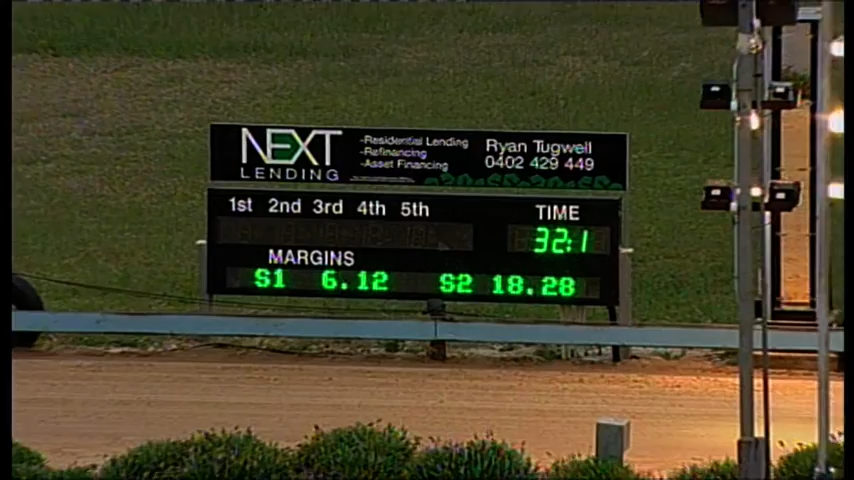 NEXT
LENDING
-Residential Lending
-Refinancing
-Asset Financing
Ryan Tugwell
0402 429 449
1st 2nd 3rd 4th 5th
TIME
32:1
MARGINS
S1 6.12 S2 18.28